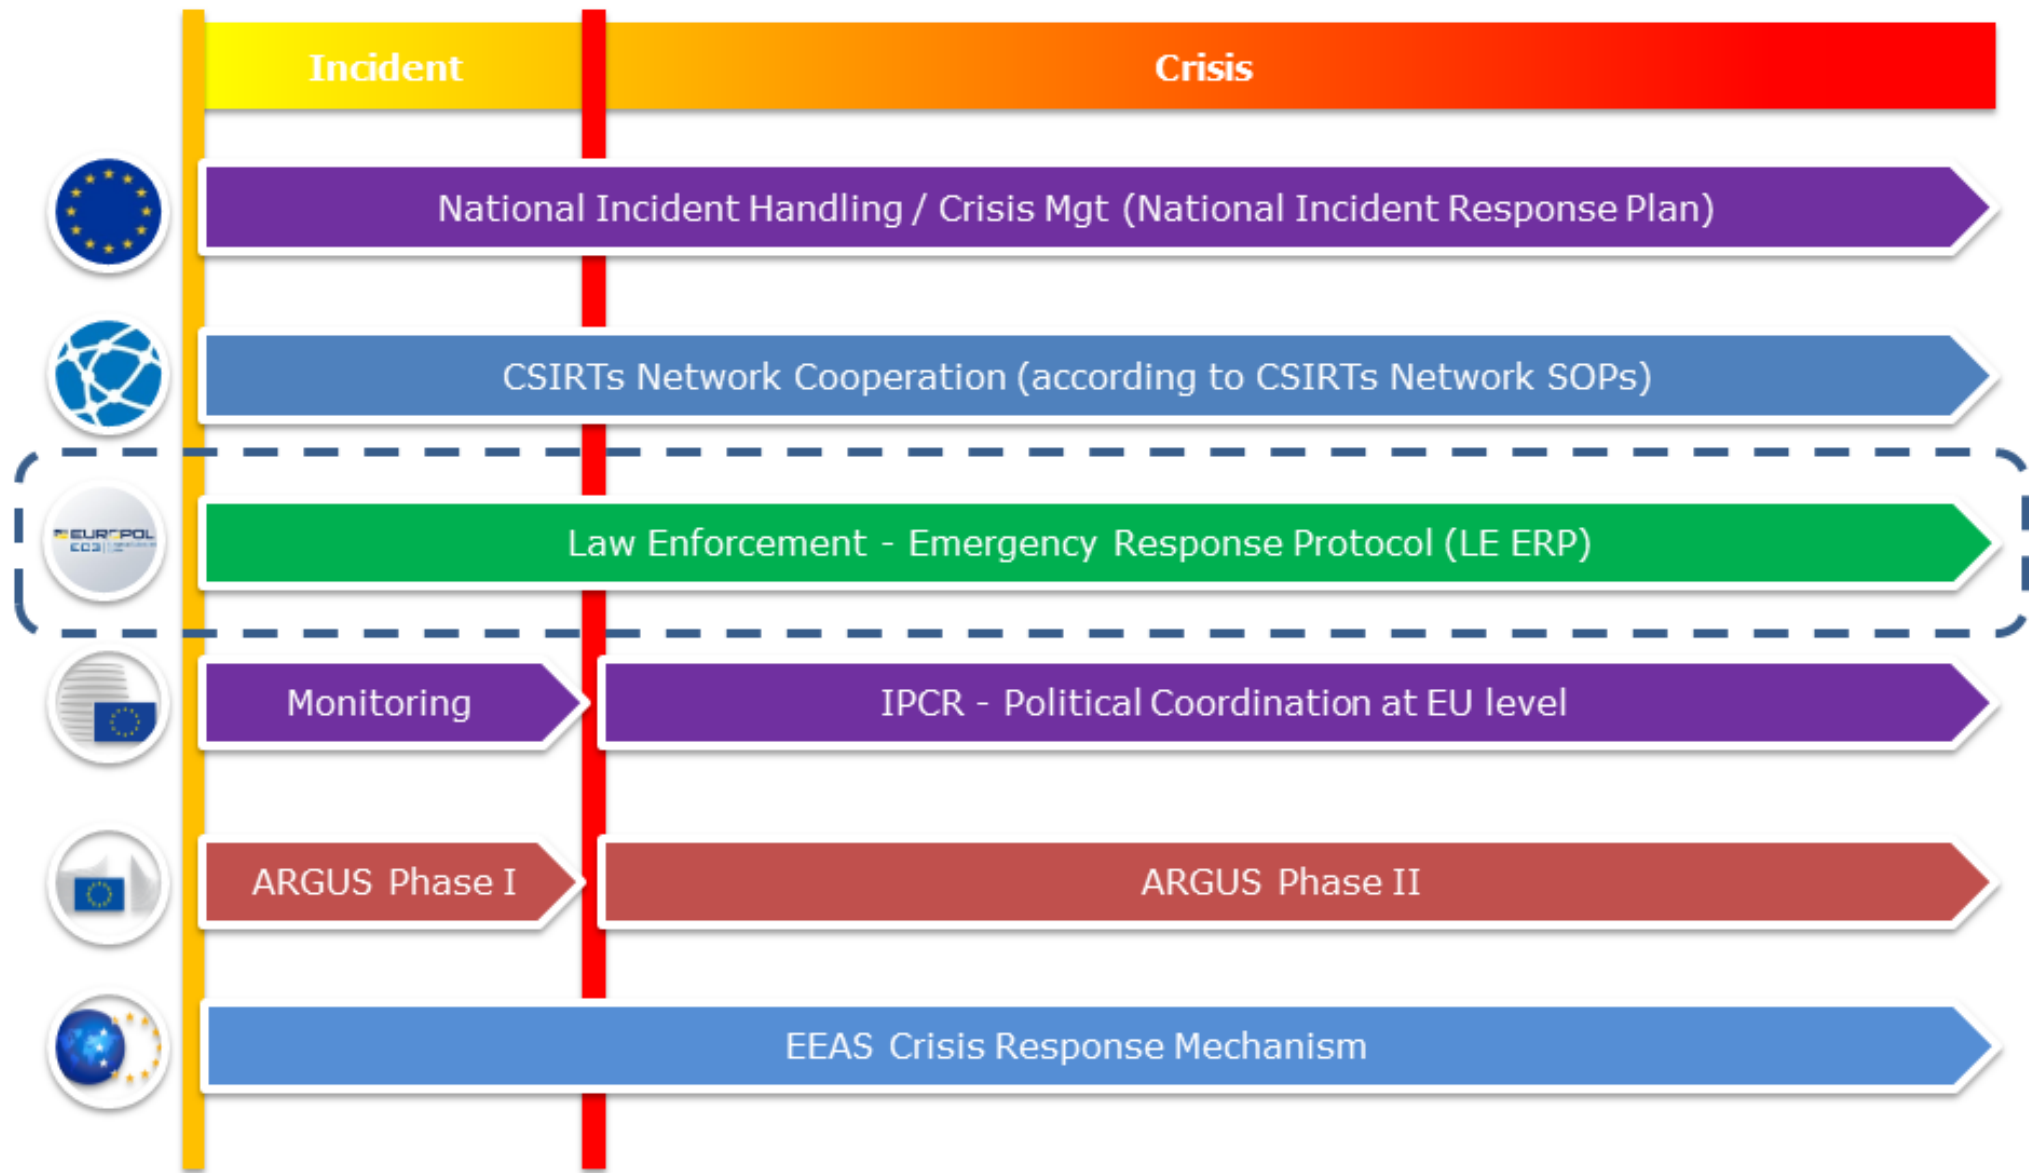 Incident
Crisis
National Incident Handling / Crisis Mgt (National Incident Response Plan)
CSIRTs Network Cooperation (according to CSIRTs Network SOPs)
EUROPOL
EC3
Law Enforcement - Emergency Response Protocol (LE ERP)
Monitoring
IPCR - Political Coordination at EU level
ARGUS Phase I
ARGUS Phase II
EEAS Crisis Response Mechanism